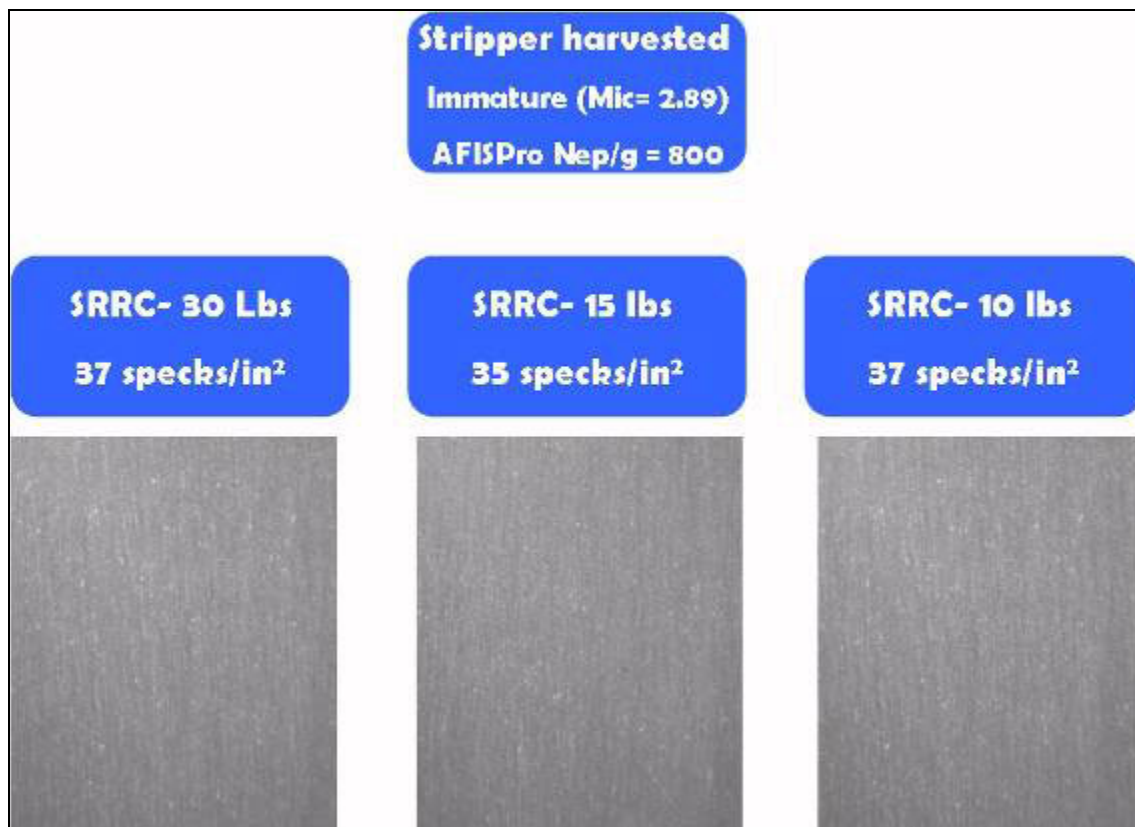 Stripper harvested
Immature (Mic= 2.89)
AFISPro Nep/g = 800
SRRC- 30 Lbs
37 specks/in²
SRRC- 15 lbs
35 specks/in²
SRRC- 10 lbs
37 specks/in²